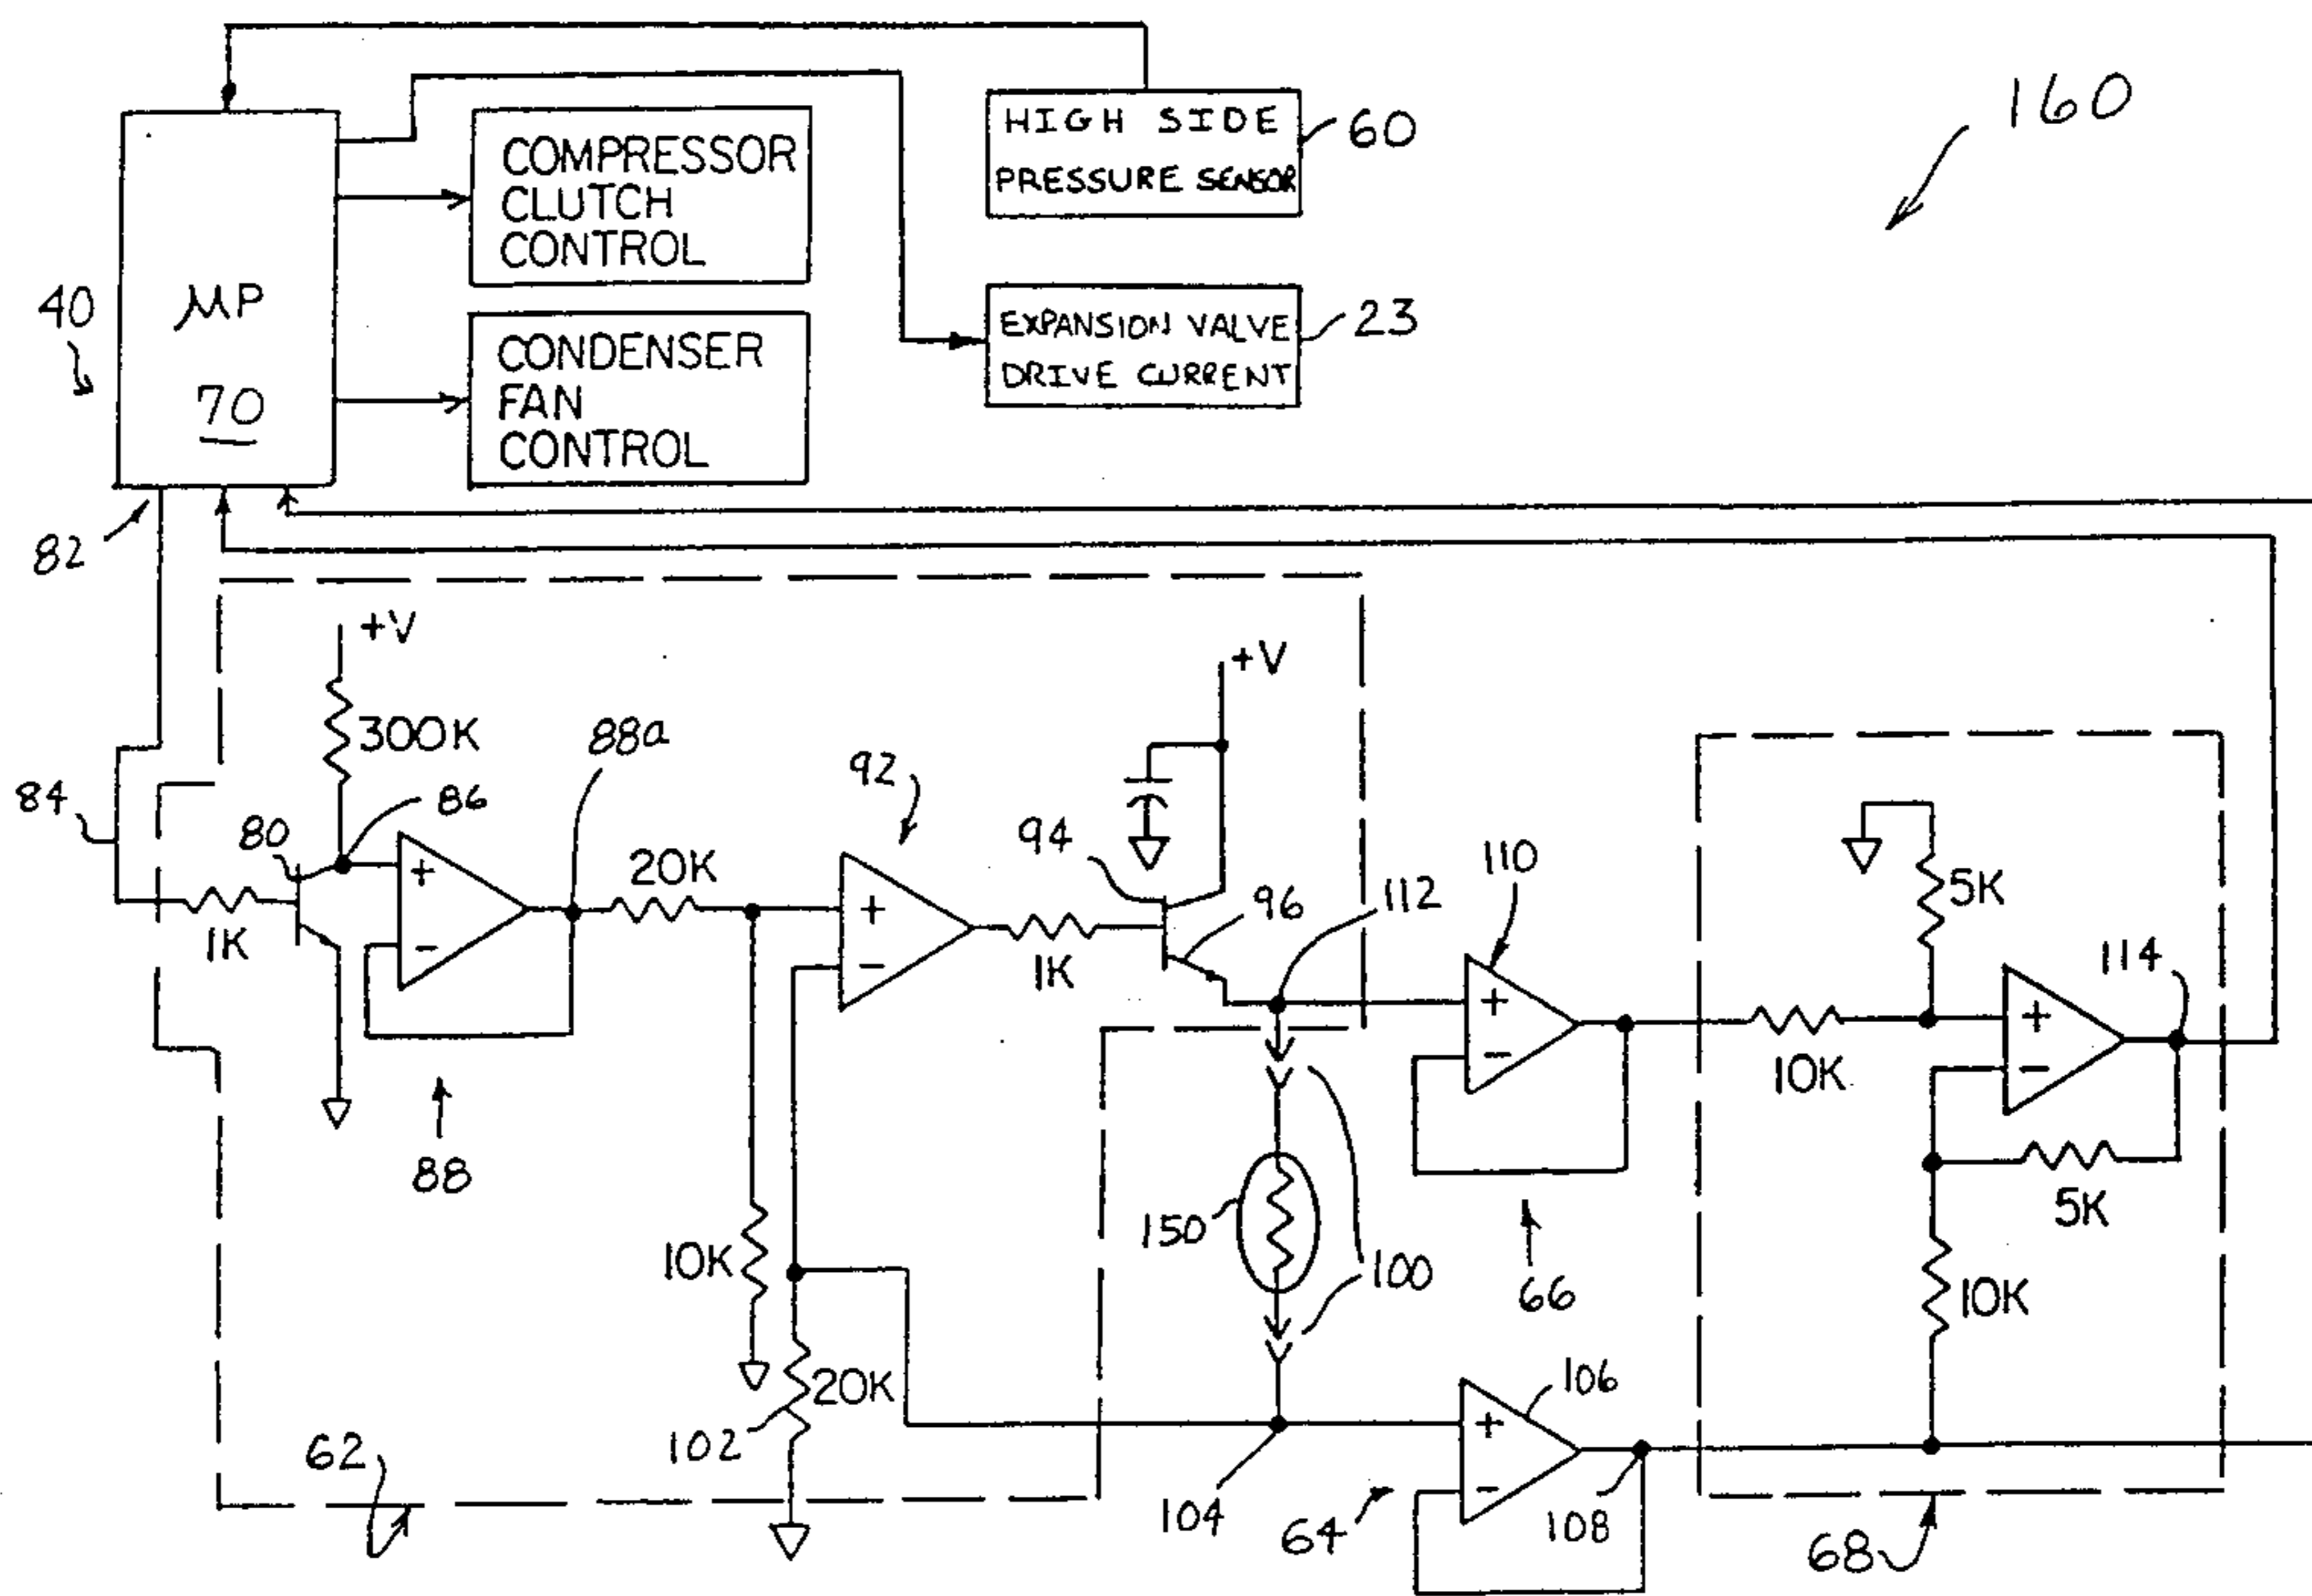 160
HIGH SIDE
PRESSURE SENSOR
60
COMPRESSOR
CLUTCH
CONTROL
40
μP
70
EXPANSION VALVE
DRIVE CURRENT
23
CONDENSER
FAN
CONTROL
82
+V
+V
300K
88a
92
84
80
86
94
110
20K
96
112
5K
1K
+
-
+
-
1K
+
-
10K
114
+
-
88
5K
150
10K
100
66
10K
20K
106
102
+
-
62
104
64
108
68